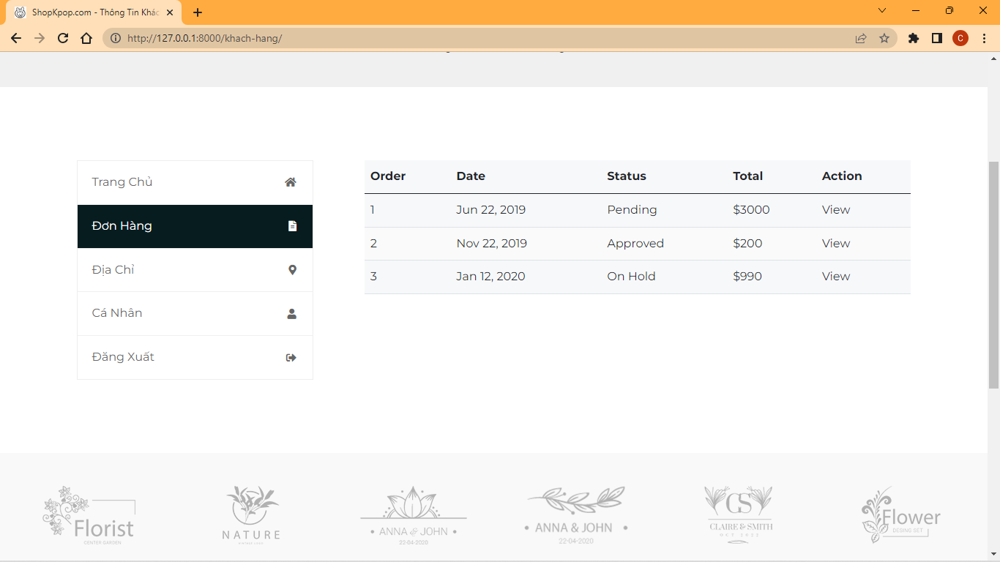 ShopKpop.com - Thông Tin Khác
http://127.0.0.1:8000/khach-hang/
C
Trang Chủ
Đơn Hàng
Địa Chỉ
Cá Nhân
Đăng Xuất
Order Date Status Total Action
1 Jun 22, 2019 Pending $3000 View
2 Nov 22, 2019 Approved $200 View
3 Jan 12, 2020 On Hold $990 View
Florist
CENTER GARDEN
NATURE
• ANNA & JOHN •
22-04-2020
• ANNA & JOHN •
22-04-2020
GS
CLAIRE & SMITH
OCT 2022
Flower
DESING SET